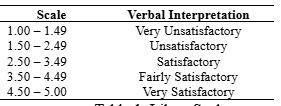 Scale Verbal Interpretation
1.00 – 1.49 Very Unsatisfactory
1.50 – 2.49 Unsatisfactory
2.50 – 3.49 Satisfactory
3.50 – 4.49 Fairly Satisfactory
4.50 – 5.00 Very Satisfactory